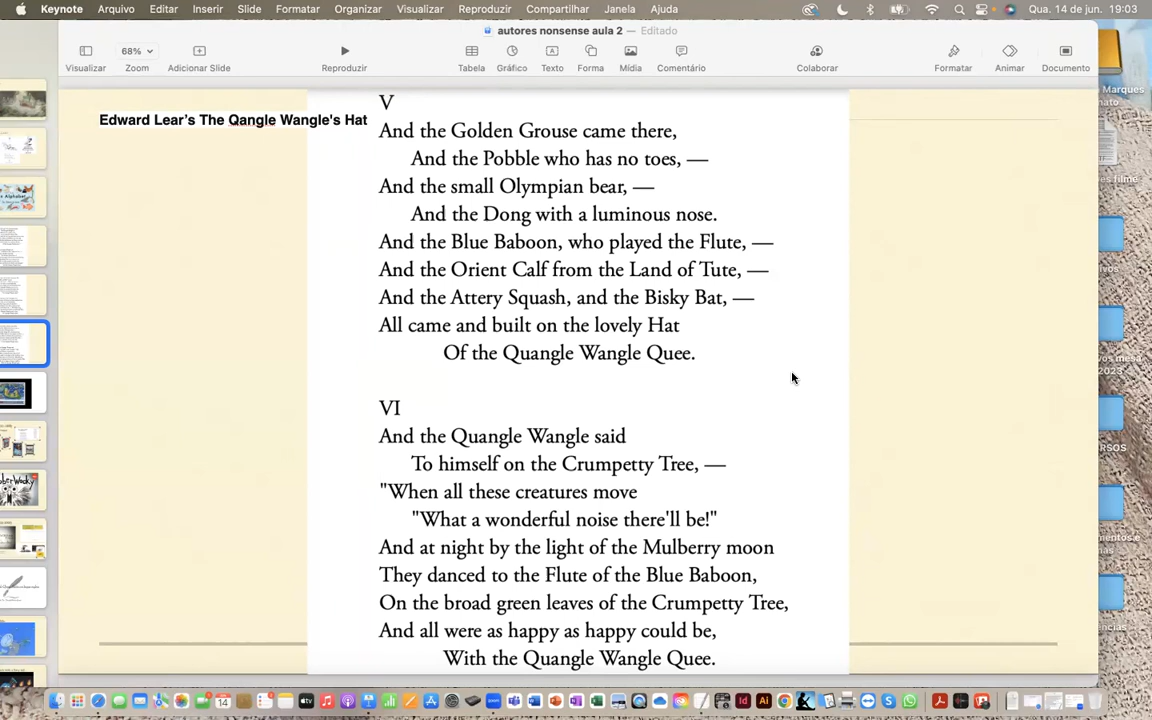 Keynote Arquivo Editar Inserir Slide Formatar Organizar Visualizar Reproduzir Compartilhar Janela Ajuda Qua. 14 de jun. 19:03
autores nonsense aula 2 — Editado
68%
Visualizar Zoom Adicionar Slide Reproduzir Tabela Gráfico Texto Forma Mídia Comentário Colaborar Formatar Animar Documento
Edward Lear's The Qangle Wangle's Hat
V
And the Golden Grouse came there,
And the Pobble who has no toes, —
And the small Olympian bear, —
And the Dong with a luminous nose.
And the Blue Baboon, who played the Flute, —
And the Orient Calf from the Land of Tute, —
And the Attery Squash, and the Bisky Bat, —
All came and built on the lovely Hat
Of the Quangle Wangle Quee.
VI
And the Quangle Wangle said
To himself on the Crumpetty Tree, —
"When all these creatures move
"What a wonderful noise there'll be!"
And at night by the light of the Mulberry moon
They danced to the Flute of the Blue Baboon,
On the broad green leaves of the Crumpetty Tree,
And all were as happy as happy could be,
With the Quangle Wangle Quee.
Marques
filme
2023